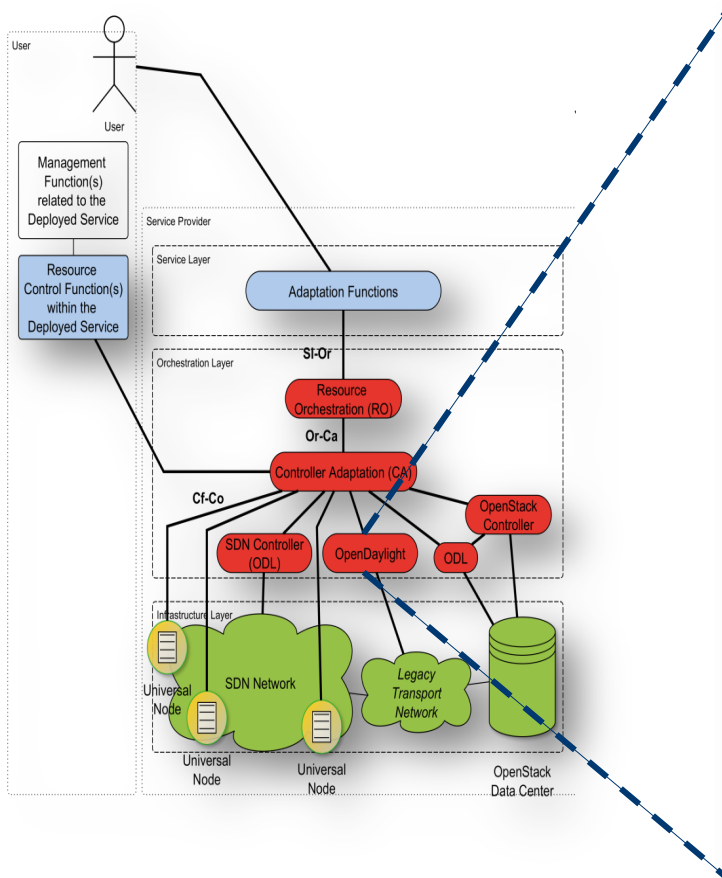 User
User
Management
Function(s)
related to the
Deployed Service
Resource
Control Function(s)
within the
Deployed Service
Service Provider
Service Layer
Adaptation Functions
Sl-Or
Orchestration Layer
Resource
Orchestration (RO)
Or-Ca
Controller Adaptation (CA)
Cf-Co
OpenStack
Controller
SDN Controller
(ODL)
OpenDaylight
ODL
Infrastructure Layer
SDN Network
Legacy
Transport
Network
Universal
Node
Universal
Node
Universal
Node
OpenStack
Data Center